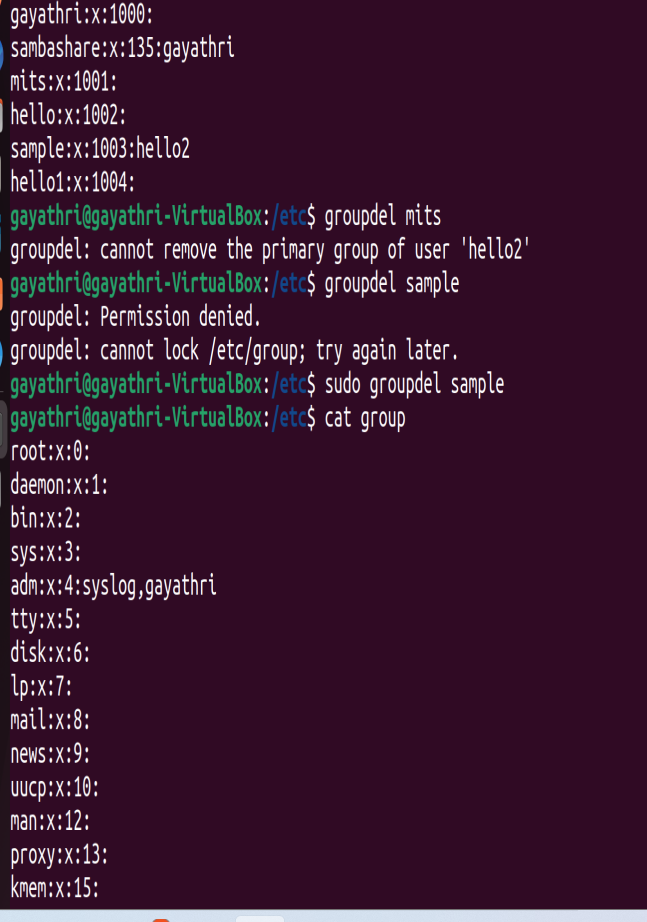 gayathri:x:1000:
sambashare:x:135:gayathri
mits:x:1001:
hello:x:1002:
sample:x:1003:hello2
hello1:x:1004:
gayathri@gayathri-VirtualBox:/etc$ groupdel mits
groupdel: cannot remove the primary group of user 'hello2'
gayathri@gayathri-VirtualBox:/etc$ groupdel sample
groupdel: Permission denied.
groupdel: cannot lock /etc/group; try again later.
gayathri@gayathri-VirtualBox:/etc$ sudo groupdel sample
gayathri@gayathri-VirtualBox:/etc$ cat group
root:x:0:
daemon:x:1:
bin:x:2:
sys:x:3:
adm:x:4:syslog,gayathri
tty:x:5:
disk:x:6:
lp:x:7:
mail:x:8:
news:x:9:
uucp:x:10:
man:x:12:
proxy:x:13:
kmem:x:15: